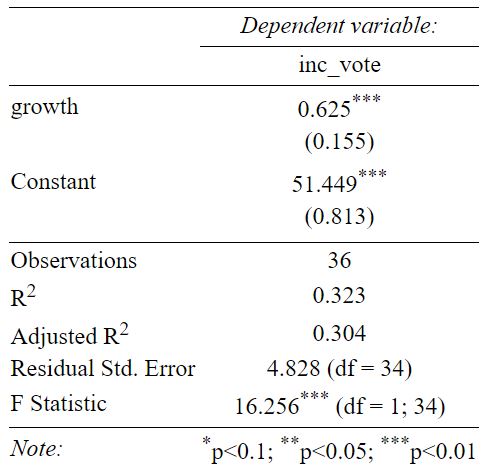 Dependent variable:
inc_vote
growth 0.625***
(0.155)
Constant 51.449***
(0.813)
Observations 36
R2 0.323
Adjusted R2 0.304
Residual Std. Error 4.828 (df = 34)
F Statistic 16.256*** (df = 1; 34)
Note: *p<0.1; **p<0.05; ***p<0.01